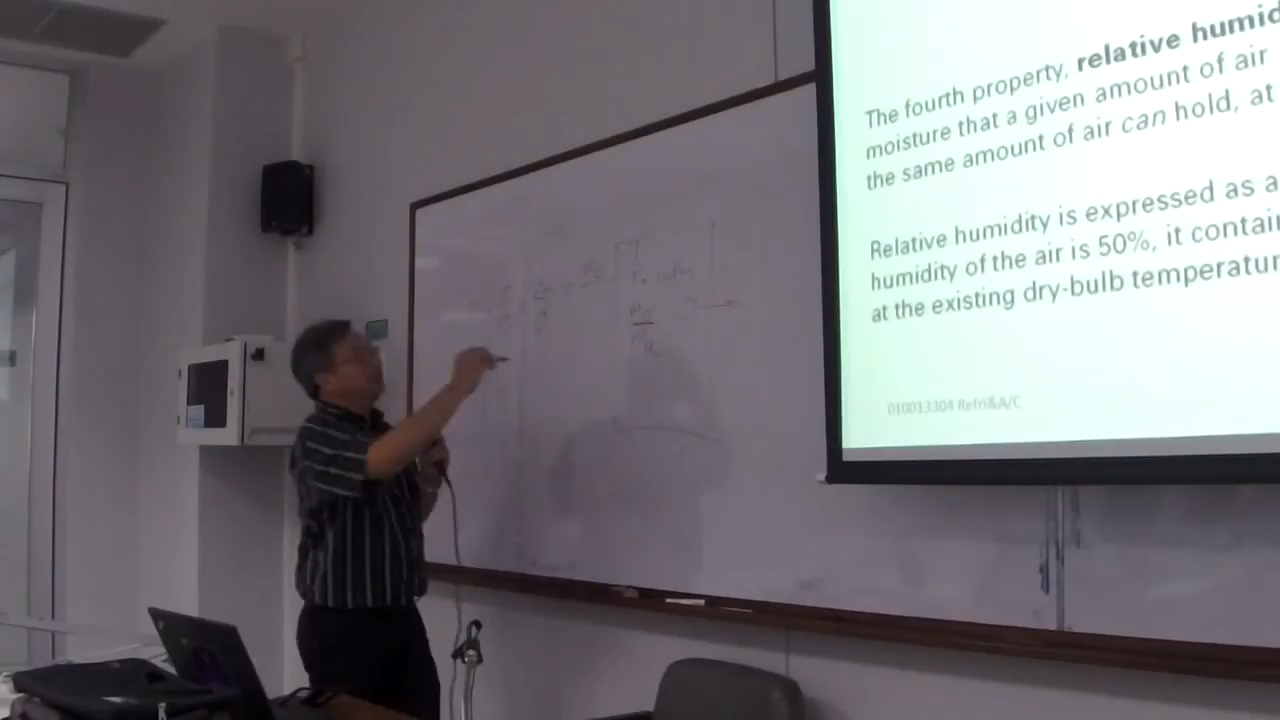 The fourth property, relative humid
moisture that a given amount of air
the same amount of air can hold, at
Relative humidity is expressed as a
humidity of the air is 50%, it contai
at the existing dry-bulb temperatur
010013304 Refri&A/C